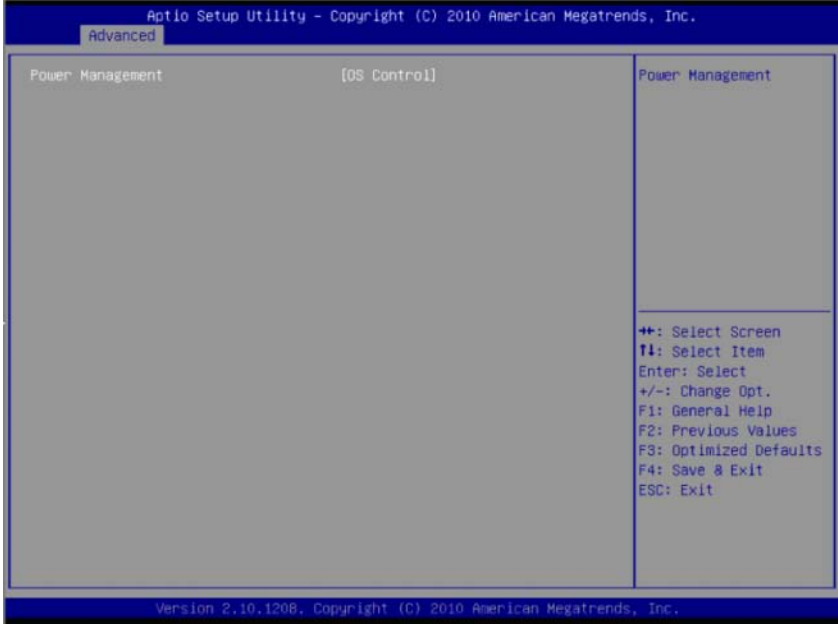 Aptio Setup Utility – Copyright (C) 2010 American Megatrends, Inc.
Advanced
Power Management [OS Control]
Power Management
→←: Select Screen
↑↓: Select Item
Enter: Select
+/-: Change Opt.
F1: General Help
F2: Previous Values
F3: Optimized Defaults
F4: Save & Exit
ESC: Exit
Version 2.10.1208. Copyright (C) 2010 American Megatrends, Inc.